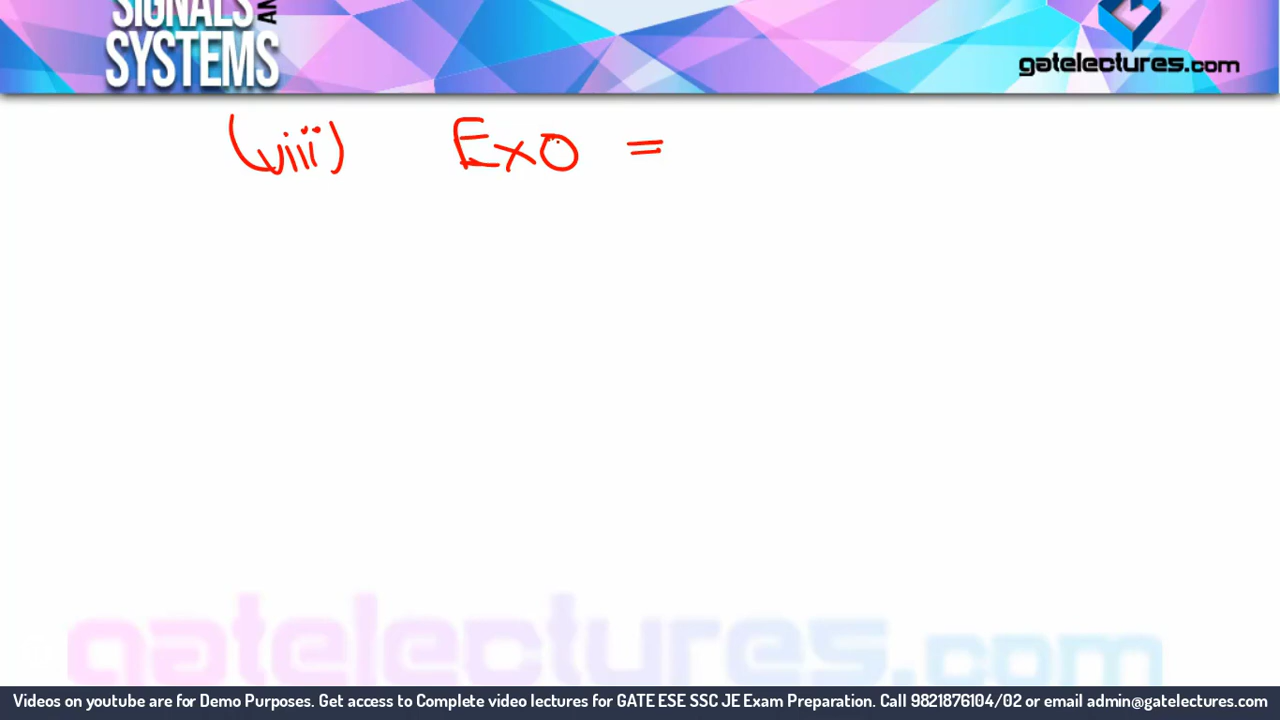 SIGNALS AN
SYSTEMS
gatelectures.com
(viii) E x O =
gatelectures.com
Videos on youtube are for Demo Purposes. Get access to Complete video lectures for GATE ESE SSC JE Exam Preparation. Call 9821876104/02 or email admin@gatelectures.com